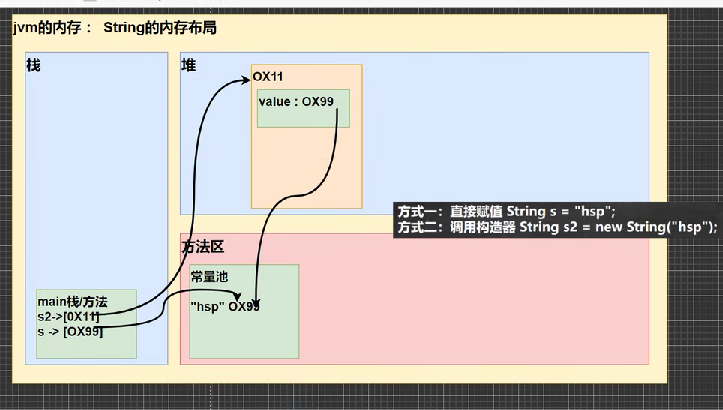 jvm的内存： String的内存布局
栈
堆
OX11
value : OX99
方式一：直接赋值 String s = "hsp";
方式二：调用构造器 String s2 = new String("hsp");
方法区
常量池
"hsp" OX99
main栈/方法
s2->[0X11]
s -> [OX99]